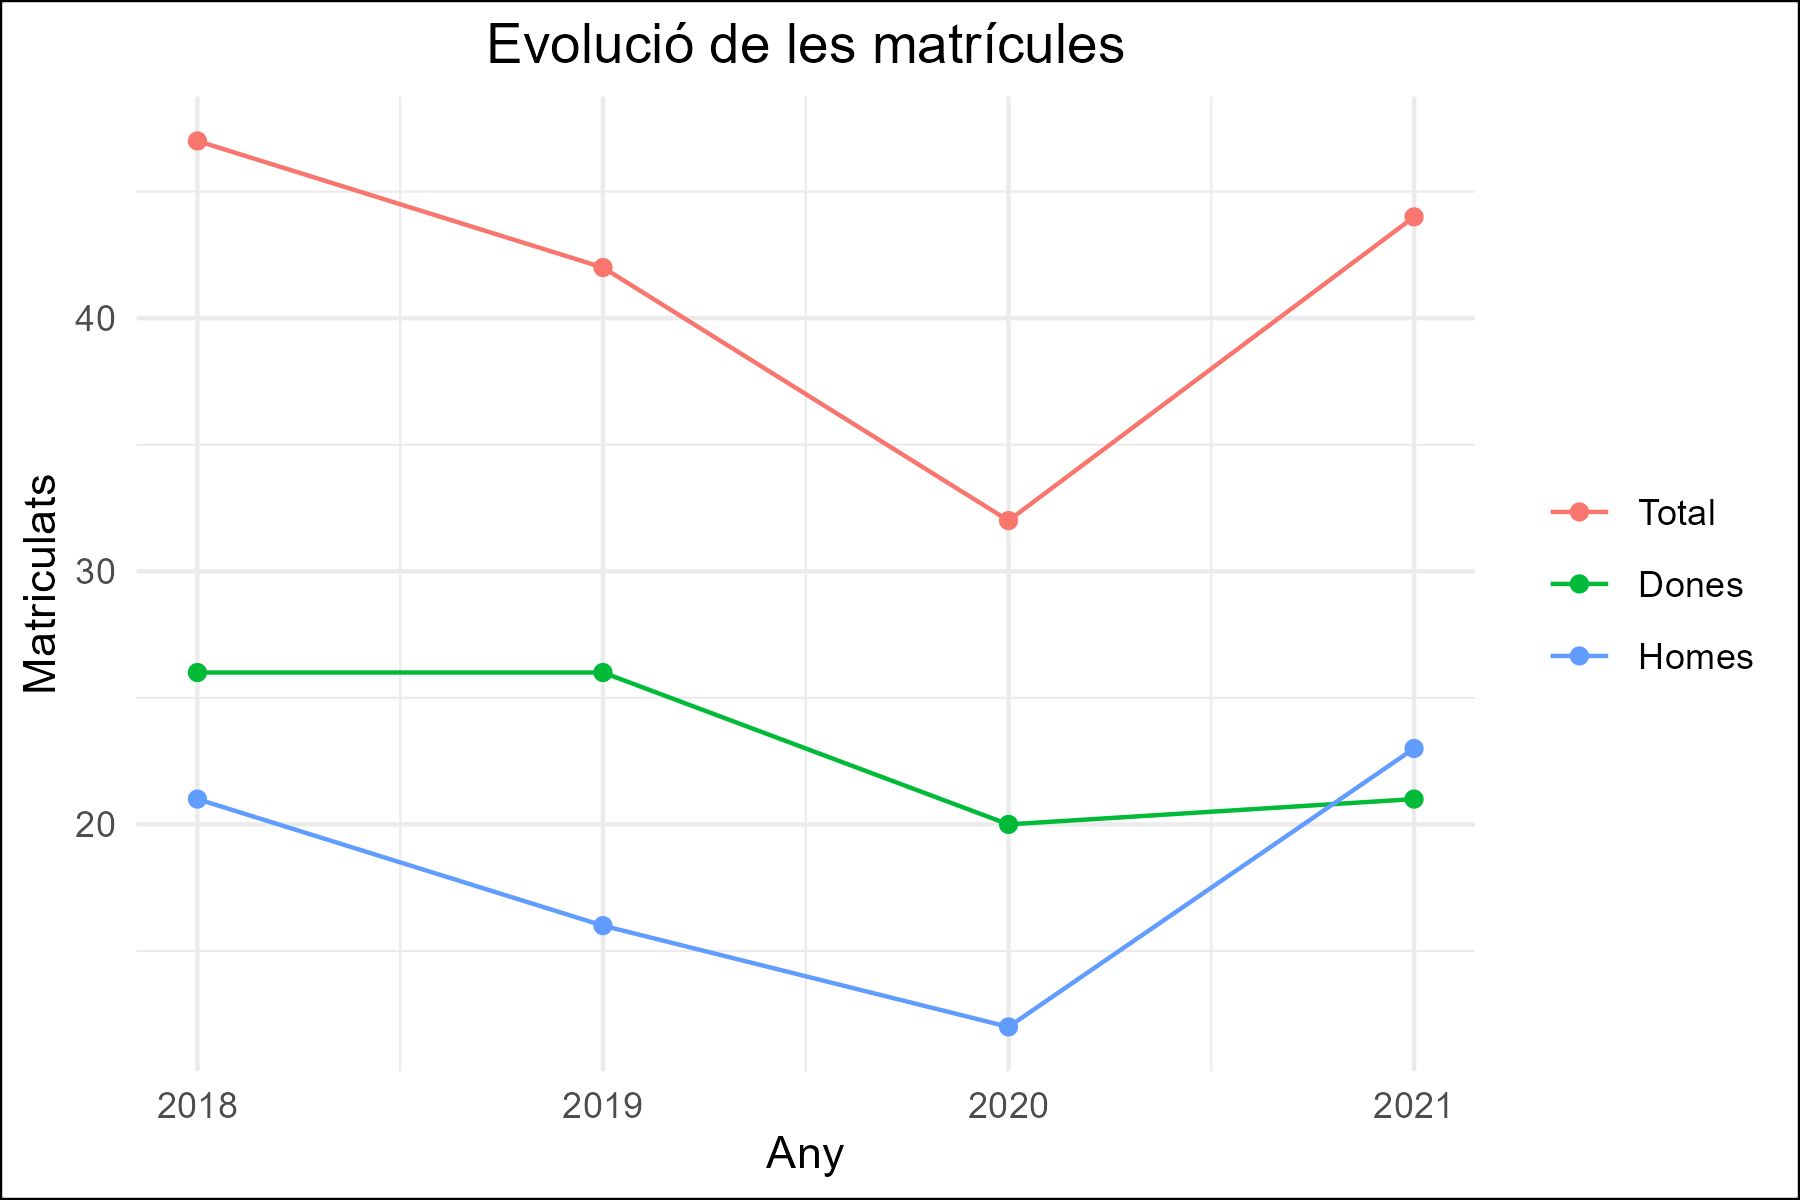 Evolució de les matrícules
Matriculats
40
30
20
2018
2019
2020
2021
Any
Total
Dones
Homes